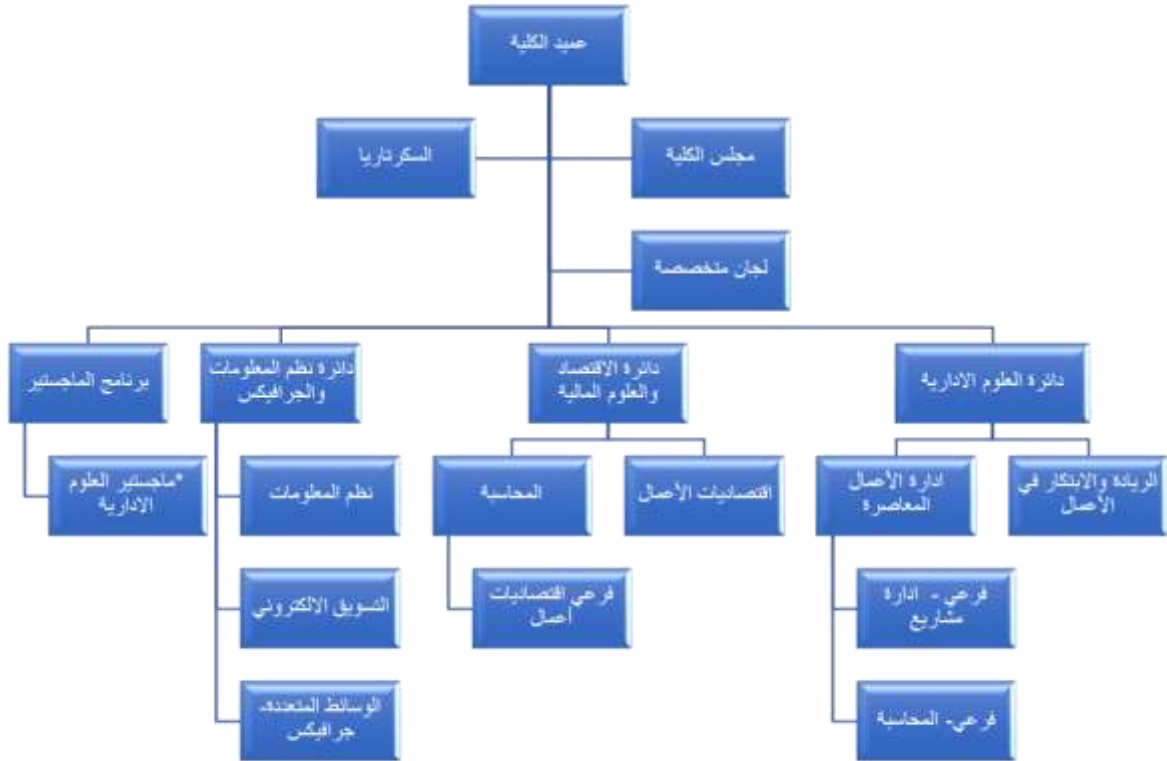 عميد الكلية
مجلس الكلية
السكرتاريا
لجان متخصصة
دائرة العلوم الادارية
دائرة الاقتصاد
والعلوم المالية
دائرة نظم المعلومات
والجرافيكس
برنامج الماجستير
الريادة والابتكار في
الأعمال
ادارة الأعمال
المعاصرة
اقتصاديات الأعمال
المحاسبة
نظم المعلومات
*ماجستير العلوم
الادارية
فرعي - ادارة
مشاريع
فرعي اقتصاديات
أعمال
التسويق الالكتروني
فرعي- المحاسبة
الوسائط المتعددة-
جرافيكس